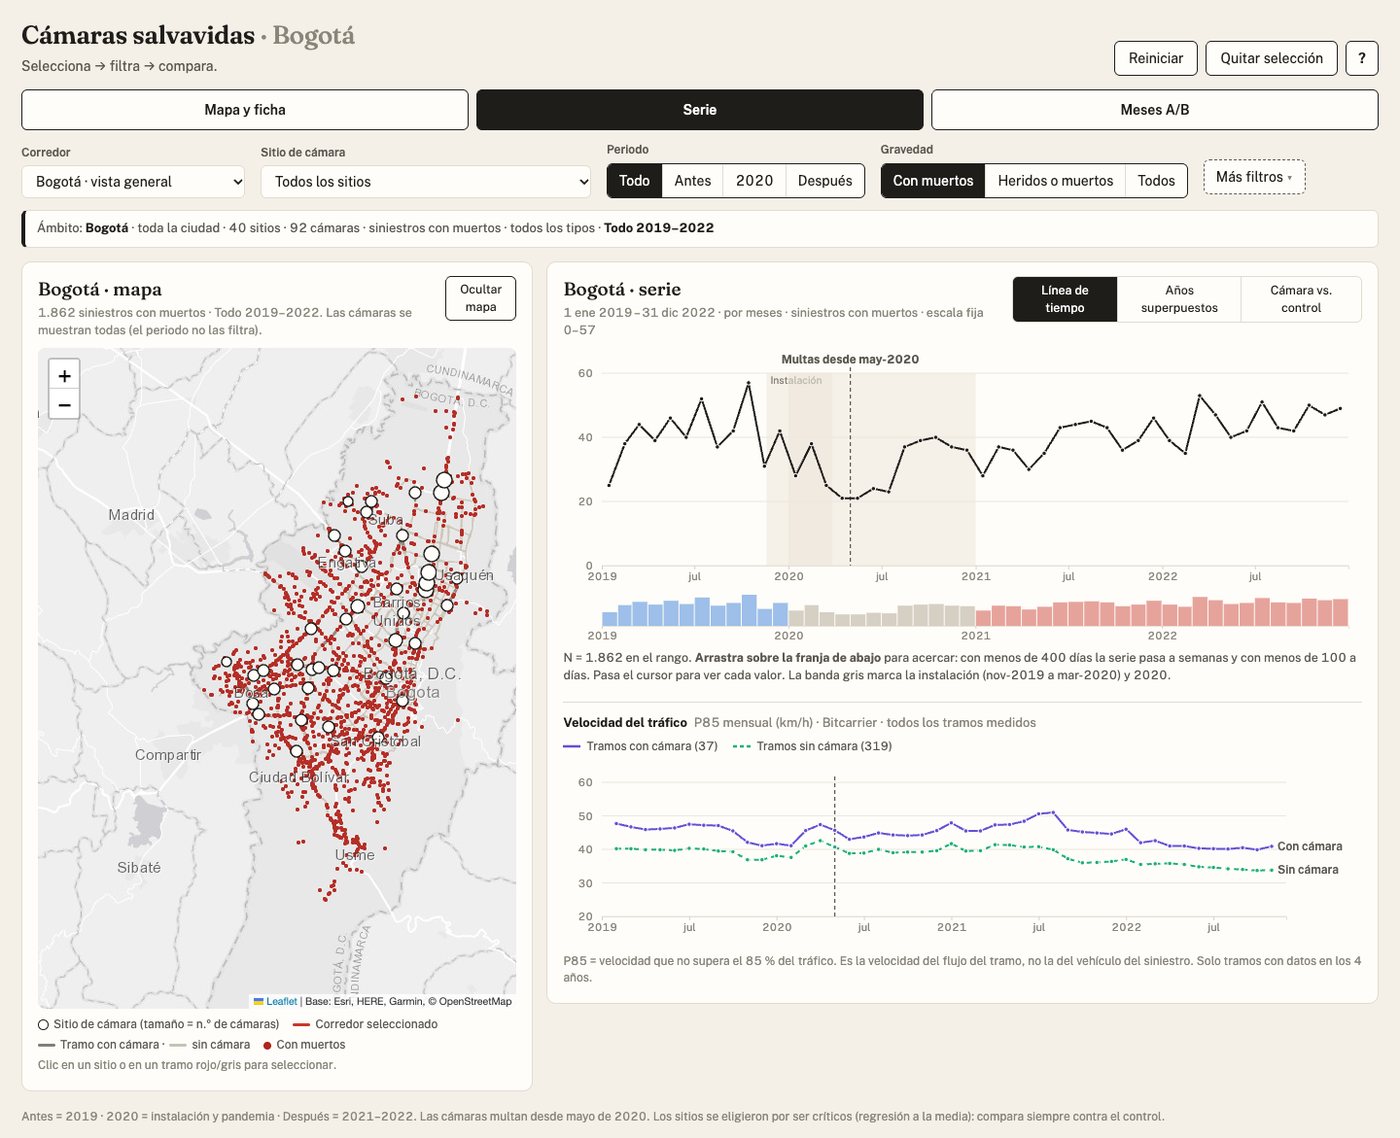 Cámaras salvavidas · Bogotá
Selecciona → filtra → compara.
Reiniciar
Quitar selección
?
Mapa y ficha
Serie
Meses A/B
Corredor
Sitio de cámara
Periodo
Gravedad
Bogotá · vista general
Todos los sitios
Todo
Antes
2020
Después
Con muertos
Heridos o muertos
Todos
Más filtros ▾
Ámbito: Bogotá · toda la ciudad · 40 sitios · 92 cámaras · siniestros con muertos · todos los tipos · Todo 2019–2022
Bogotá · mapa
1.862 siniestros con muertos · Todo 2019–2022. Las cámaras se
muestran todas (el periodo no las filtra).
Ocultar
mapa
+
−
CUNDINAMARCA
BOGOTÁ, D.C.
Madrid
Suba
Engativa
Usaquén
Barrios
Unidos
Bogotá, D.C.
Bogota
Bosa
San Cristobal
Compartir
Ciudad Bolívar
Usme
Sibaté
Leaflet | Base: Esri, HERE, Garmin, © OpenStreetMap
Sitio de cámara (tamaño = n.º de cámaras)
Corredor seleccionado
Tramo con cámara ·
sin cámara
Con muertos
Clic en un sitio o en un tramo rojo/gris para seleccionar.
Bogotá · serie
1 ene 2019–31 dic 2022 · por meses · siniestros con muertos · escala fija
0–57
Línea de
tiempo
Años
superpuestos
Cámara vs.
control
Multas desde may-2020
Instalación
60
40
20
0
2019
jul
2020
jul
2021
jul
2022
jul
2019
2020
2021
2022
N = 1.862 en el rango. Arrastra sobre la franja de abajo para acercar: con menos de 400 días la serie pasa a semanas y con menos de 100 a
días. Pasa el cursor para ver cada valor. La banda gris marca la instalación (nov-2019 a mar-2020) y 2020.
Velocidad del tráfico P85 mensual (km/h) · Bitcarrier · todos los tramos medidos
Tramos con cámara (37)
Tramos sin cámara (319)
60
50
40
30
20
Con cámara
Sin cámara
2019
jul
2020
jul
2021
jul
2022
jul
P85 = velocidad que no supera el 85 % del tráfico. Es la velocidad del flujo del tramo, no la del vehículo del siniestro. Solo tramos con datos en los 4
años.
Antes = 2019 · 2020 = instalación y pandemia · Después = 2021–2022. Las cámaras multan desde mayo de 2020. Los sitios se eligieron por ser críticos (regresión a la media): compara siempre contra el control.